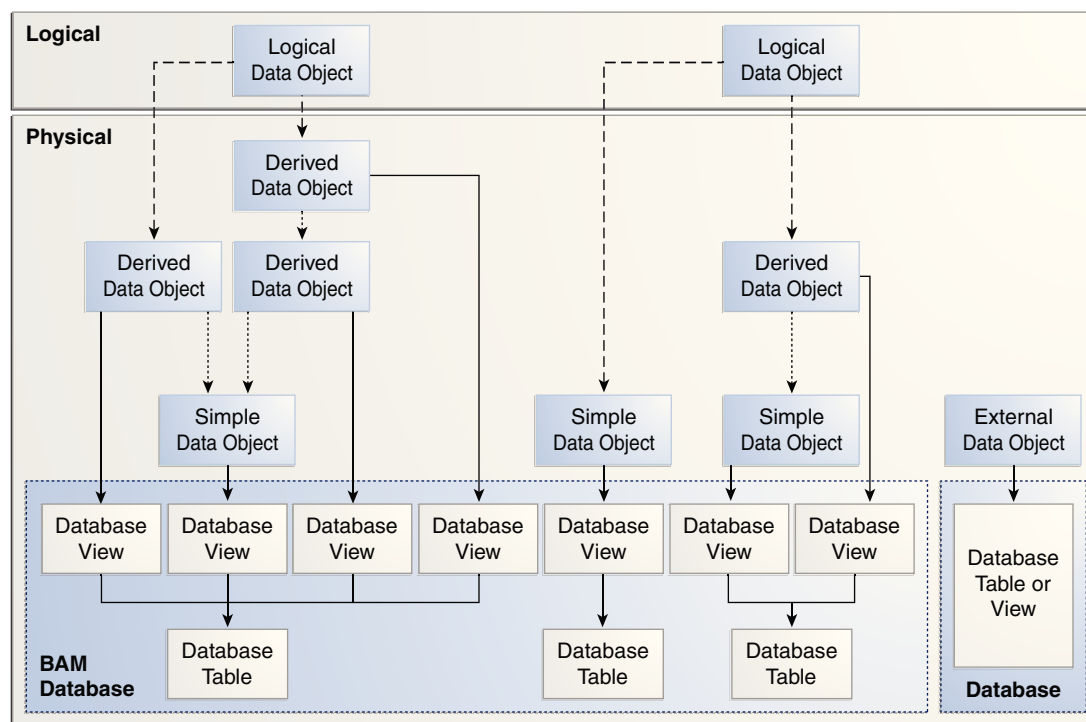 Logical
Logical
Data Object
Logical
Data Object
Physical
Derived
Data Object
Derived
Data Object
Derived
Data Object
Derived
Data Object
Simple
Data Object
Simple
Data Object
Simple
Data Object
External
Data Object
Database
View
Database
View
Database
View
Database
View
Database
View
Database
View
Database
View
Database
Table or
View
Database
Table
Database
Table
Database
Table
BAM
Database
Database